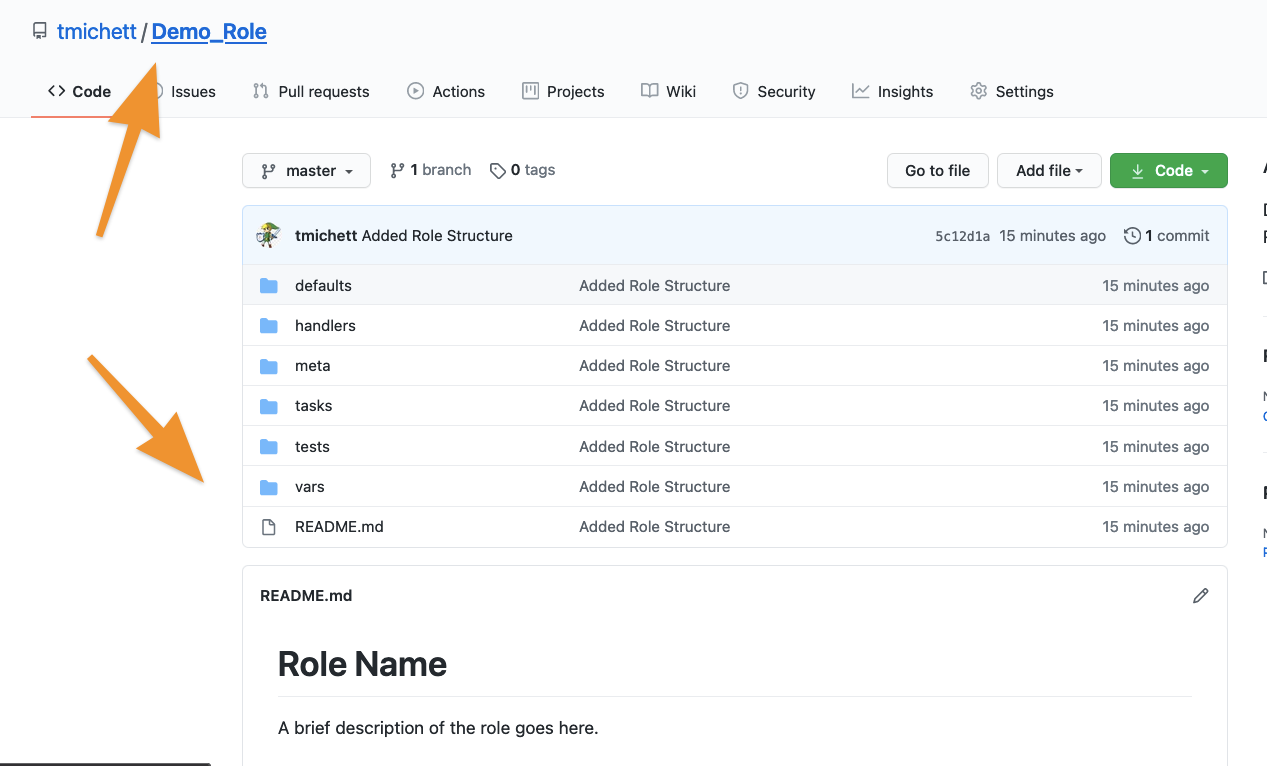 tmichett / Demo_Role
Code Issues Pull requests Actions Projects Wiki Security Insights Settings
master 1 branch 0 tags Go to file Add file Code
tmichett Added Role Structure 5c12d1a 15 minutes ago 1 commit
defaults Added Role Structure 15 minutes ago
handlers Added Role Structure 15 minutes ago
meta Added Role Structure 15 minutes ago
tasks Added Role Structure 15 minutes ago
tests Added Role Structure 15 minutes ago
vars Added Role Structure 15 minutes ago
README.md Added Role Structure 15 minutes ago
README.md
Role Name
A brief description of the role goes here.